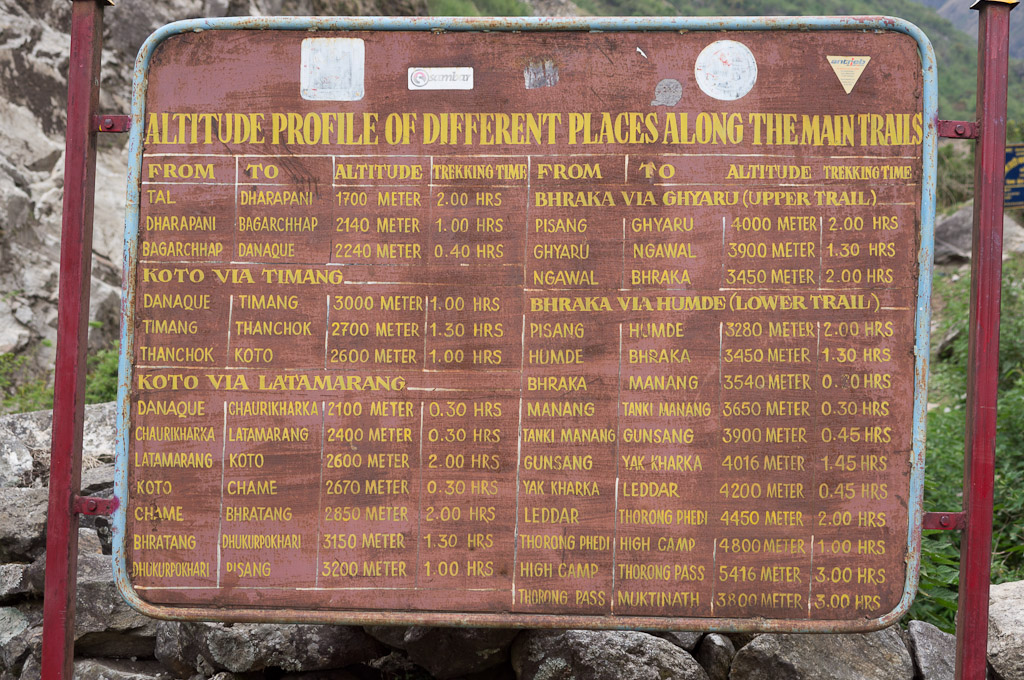 sumbar
ALTITUDE PROFILE OF DIFFERENT PLACES ALONG THE MAIN TRAILS
FROM TO ALTITUDE TREKKING TIME
TAL DHARAPANI 1700 METER 2.00 HRS
DHARAPANI BAGARCHHAP 2140 METER 1.00 HRS
BAGARCHHAP DANAQUE 2240 METER 0.40 HRS
KOTO VIA TIMANG
DANAQUE TIMANG 3000 METER 1.00 HRS
TIMANG THANCHOK 2700 METER 1.30 HRS
THANCHOK KOTO 2600 METER 1.00 HRS
KOTO VIA LATAMARANG
DANAQUE CHAURIKHARKA 2100 METER 0.30 HRS
CHAURIKHARKA LATAMARANG 2400 METER 0.30 HRS
LATAMARANG KOTO 2600 METER 2.00 HRS
KOTO CHAME 2670 METER 0.30 HRS
CHAME BHRATANG 2850 METER 2.00 HRS
BHRATANG DHUKURPOKHARI 3150 METER 1.30 HRS
DHUKURPOKHARI PISANG 3200 METER 1.00 HRS
FROM TO ALTITUDE TREKKING TIME
BHRAKA VIA GHYARU (UPPER TRAIL)
PISANG GHYARU 4000 METER 2.00 HRS
GHYARU NGAWAL 3900 METER 1.30 HRS
NGAWAL BHRAKA 3450 METER 2.00 HRS
BHRAKA VIA HUMDE (LOWER TRAIL)
PISANG HUMDE 3280 METER 2.00 HRS
HUMDE BHRAKA 3450 METER 1.30 HRS
BHRAKA MANANG 3540 METER 0.30 HRS
MANANG TANKI MANANG 3650 METER 0.30 HRS
TANKI MANANG GUNSANG 3900 METER 0.45 HRS
GUNSANG YAK KHARKA 4016 METER 1.45 HRS
YAK KHARKA LEDDAR 4200 METER 0.45 HRS
LEDDAR THORONG PHEDI 4450 METER 2.00 HRS
THORONG PHEDI HIGH CAMP 4800 METER 1.00 HRS
HIGH CAMP THORONG PASS 5416 METER 3.00 HRS
THORONG PASS MUKTINATH 3800 METER 3.00 HRS